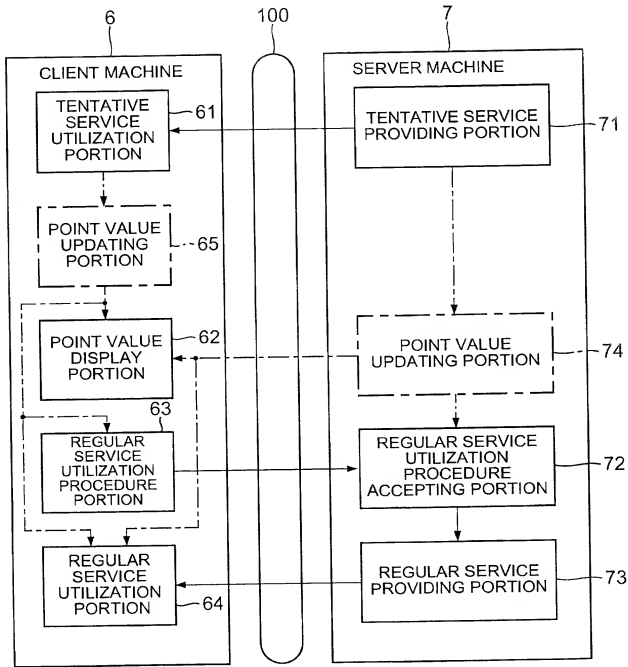 6
100
7
CLIENT MACHINE
TENTATIVE
SERVICE
UTILIZATION
PORTION
61
POINT VALUE
UPDATING
PORTION
65
POINT VALUE
DISPLAY
PORTION
62
REGULAR
SERVICE
UTILIZATION
PROCEDURE
PORTION
63
REGULAR
SERVICE
UTILIZATION
PORTION
64
SERVER MACHINE
TENTATIVE SERVICE
PROVIDING PORTION
71
POINT VALUE
UPDATING PORTION
74
REGULAR SERVICE
UTILIZATION
PROCEDURE
ACCEPTING PORTION
72
REGULAR SERVICE
PROVIDING PORTION
73